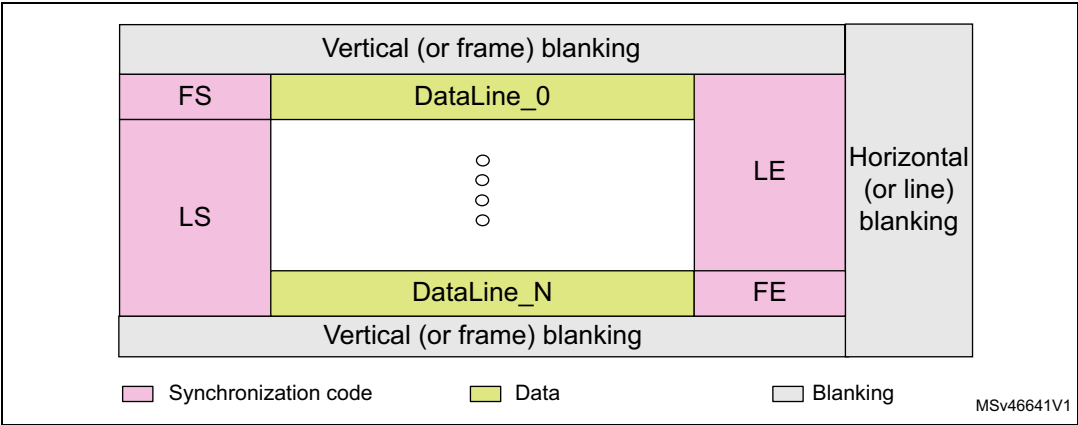 Vertical (or frame) blanking
FS
DataLine_0
LE
Horizontal
(or line)
blanking
LS
DataLine_N
FE
Vertical (or frame) blanking
Synchronization code
Data
Blanking
MSv46641V1